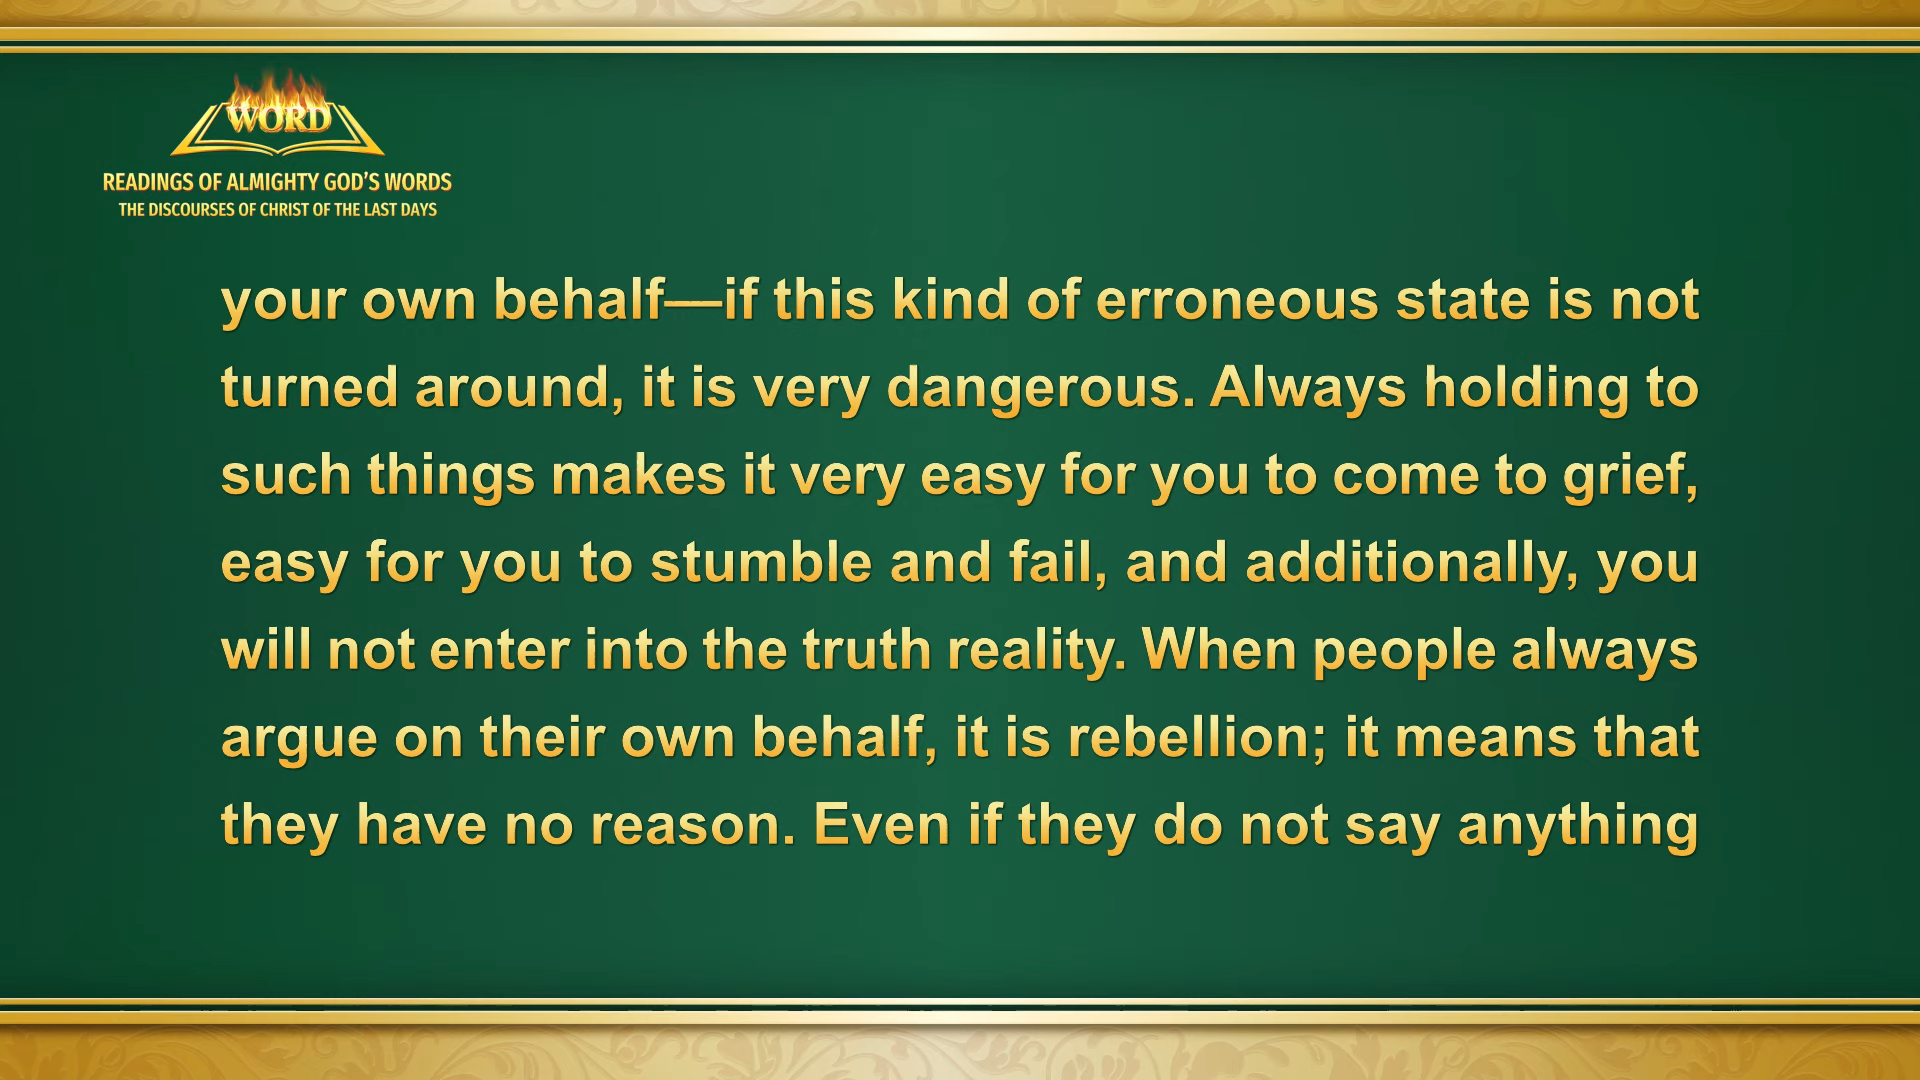 WORD
READINGS OF ALMIGHTY GOD'S WORDS
THE DISCOURSES OF CHRIST OF THE LAST DAYS
your own behalf—if this kind of erroneous state is not
turned around, it is very dangerous. Always holding to
such things makes it very easy for you to come to grief,
easy for you to stumble and fail, and additionally, you
will not enter into the truth reality. When people always
argue on their own behalf, it is rebellion; it means that
they have no reason. Even if they do not say anything